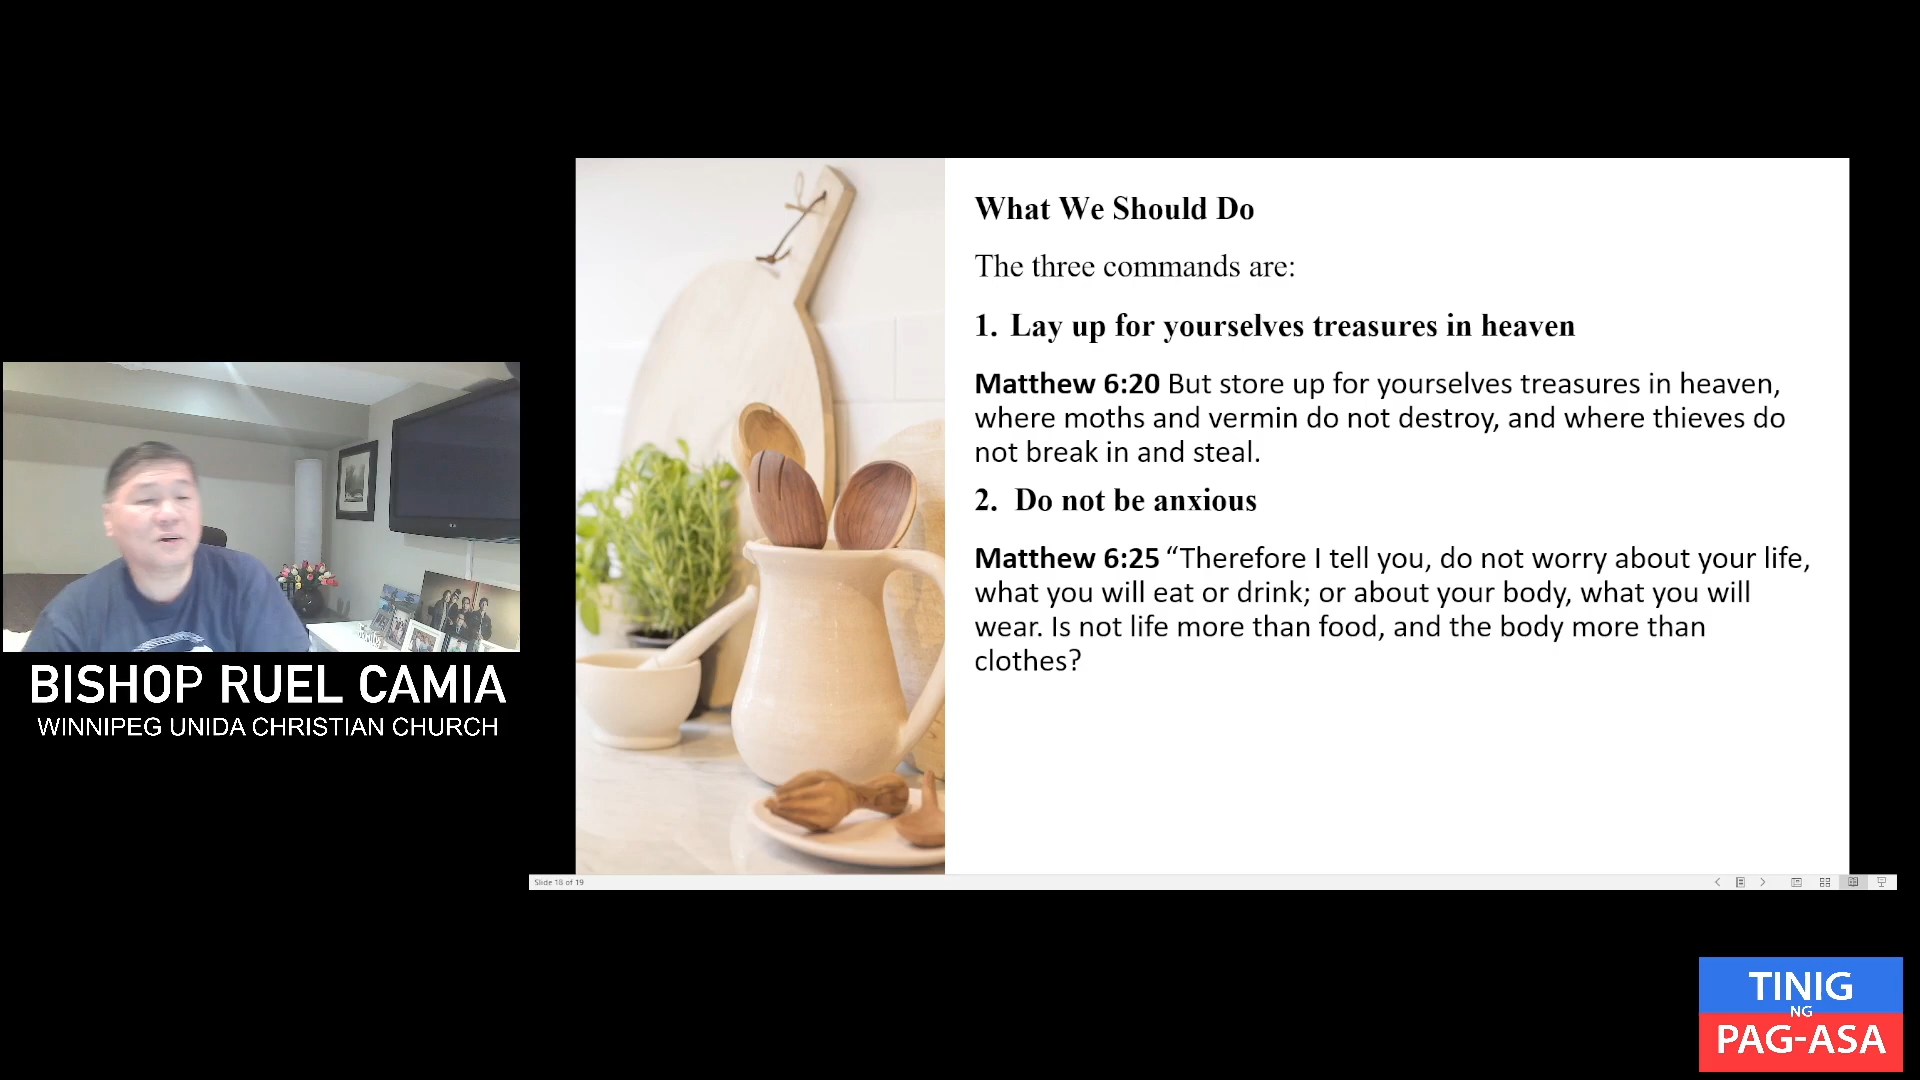 What We Should Do
The three commands are:
1. Lay up for yourselves treasures in heaven
Matthew 6:20 But store up for yourselves treasures in heaven,
where moths and vermin do not destroy, and where thieves do
not break in and steal.
2. Do not be anxious
Matthew 6:25 “Therefore I tell you, do not worry about your life,
what you will eat or drink; or about your body, what you will
wear. Is not life more than food, and the body more than
clothes?
BISHOP RUEL CAMIA
WINNIPEG UNIDA CHRISTIAN CHURCH
Slide 18 of 19
TINIG
NG
PAG-ASA